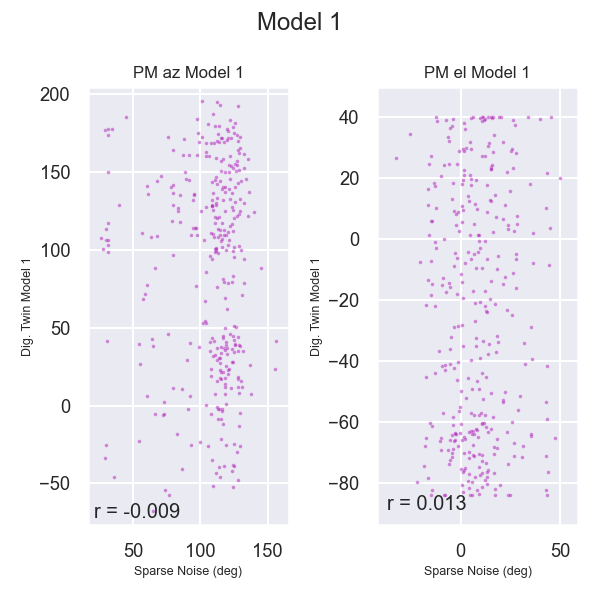 Model 1
PM az Model 1
PM el Model 1
Dig. Twin Model 1
200
150
100
50
0
−50
r = -0.009
50
100
150
Sparse Noise (deg)
Dig. Twin Model 1
40
20
0
−20
−40
−60
−80
r = 0.013
0
50
Sparse Noise (deg)